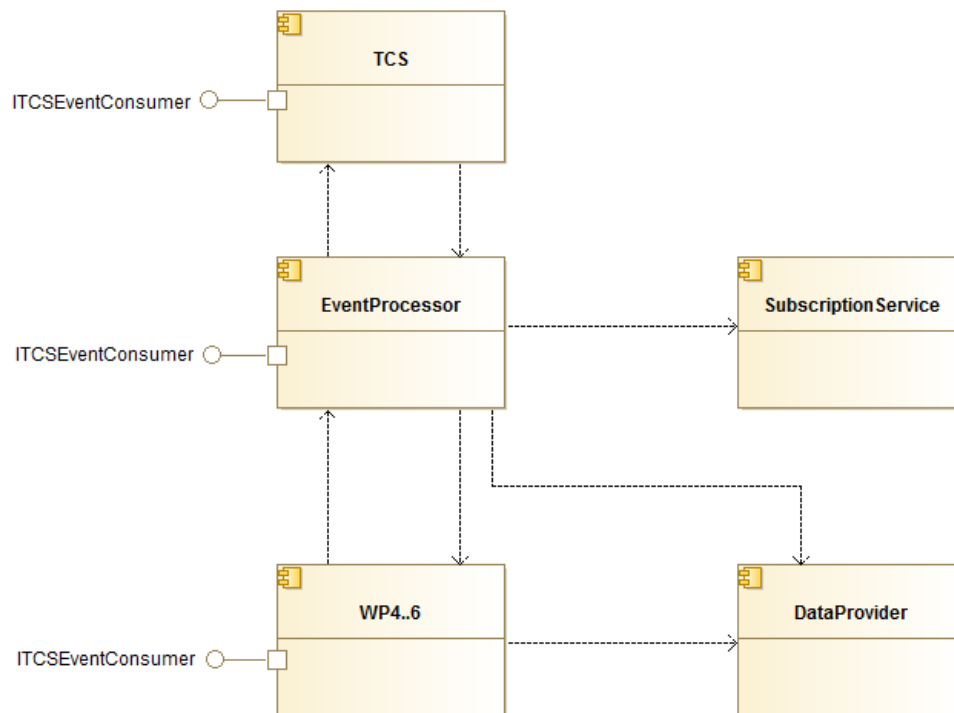 TCS
ITCSEventConsumer
EventProcessor
SubscriptionService
ITCSEventConsumer
WP4..6
DataProvider
ITCSEventConsumer